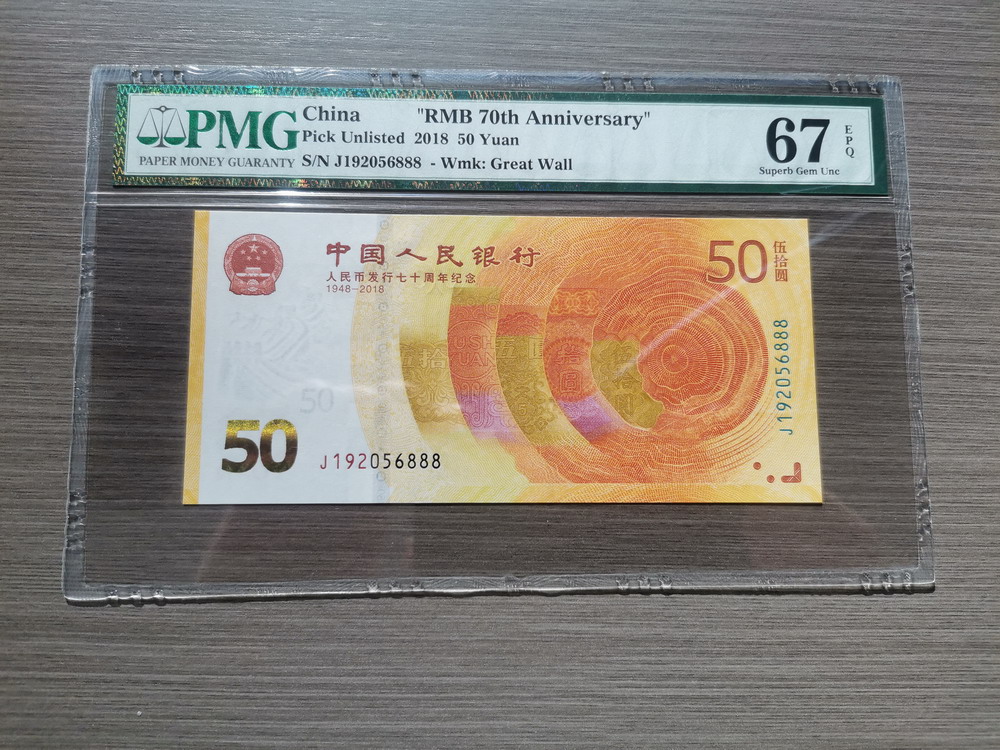 PMG
PAPER MONEY GUARANTY
China "RMB 70th Anniversary"
Pick Unlisted 2018 50 Yuan
S/N J192056888 - Wmk: Great Wall
67 EPQ
Superb Gem Unc
中国人民银行
人民币发行七十周年纪念
1948-2018
50 伍拾圆
50
50
J192056888
J192056888